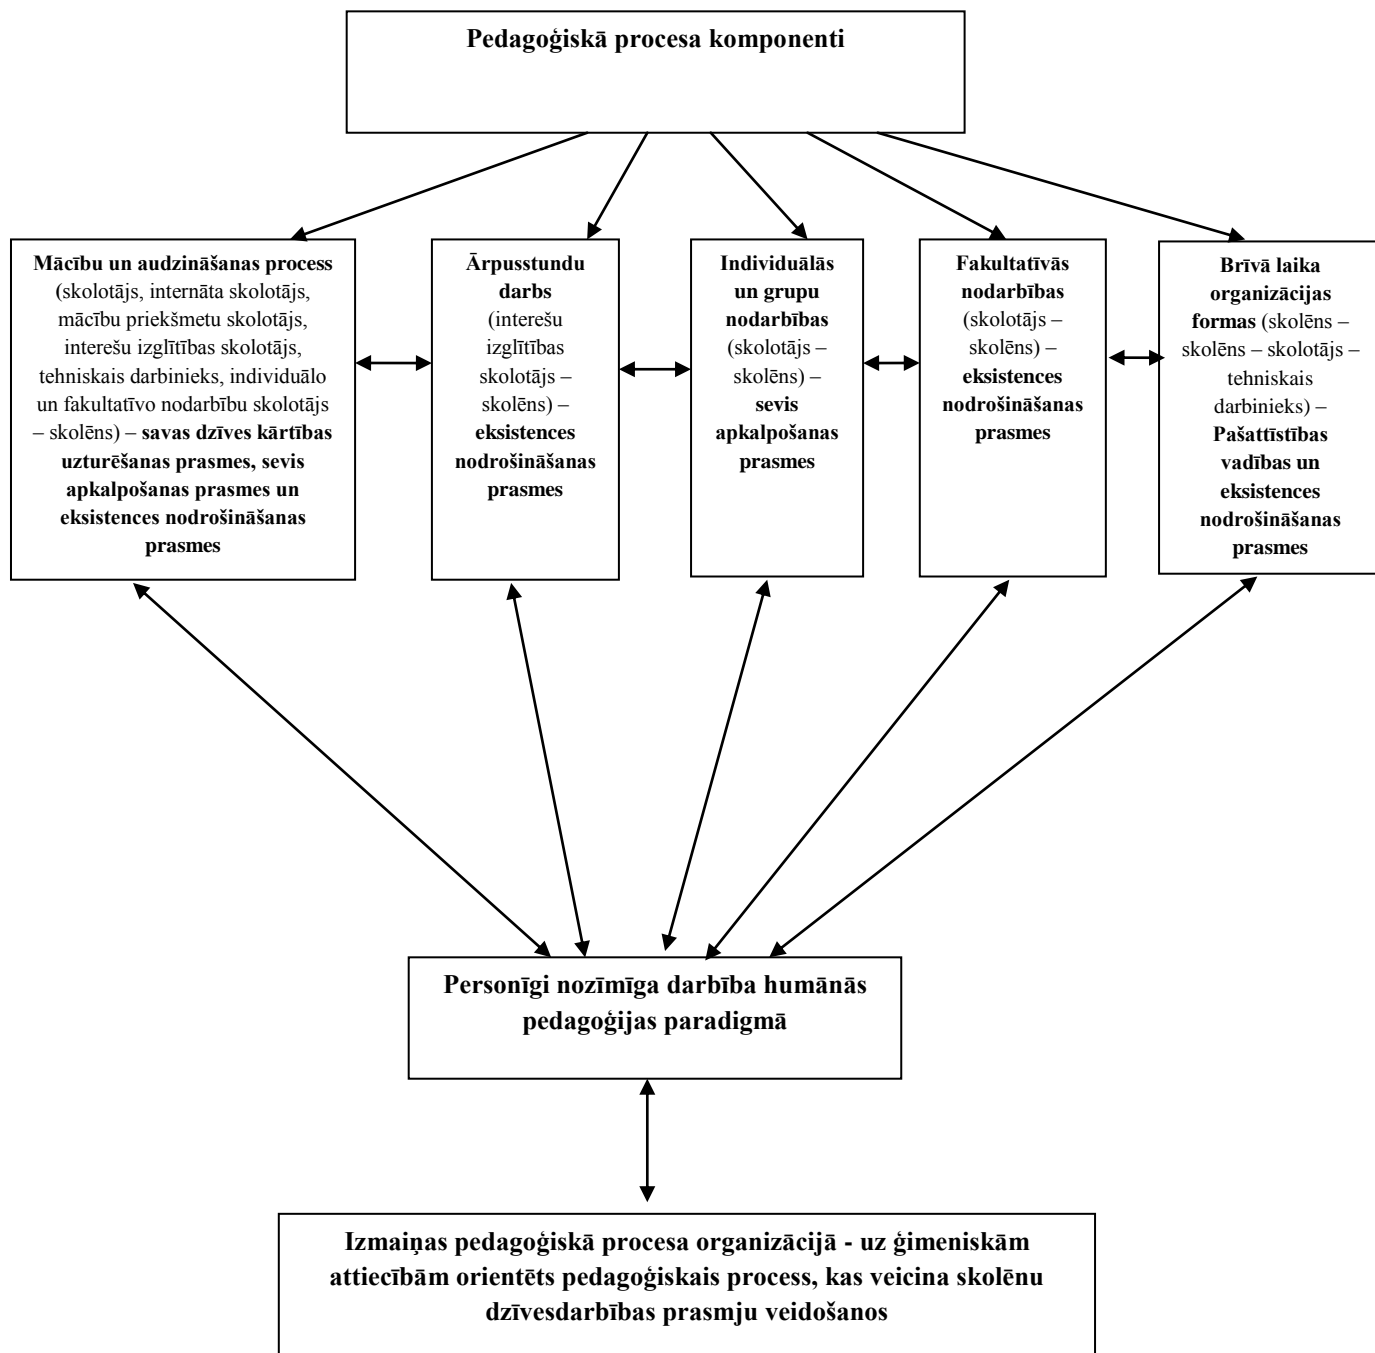 Pedagoģiskā procesa komponenti
Mācību un audzināšanas process
(skolotājs, internāta skolotājs,
mācību priekšmetu skolotājs,
interešu izglītības skolotājs,
tehniskais darbinieks, individuālo
un fakultatīvo nodarbību skolotājs
– skolēns) – savas dzīves kārtības
uzturēšanas prasmes, sevis
apkalpošanas prasmes un
eksistences nodrošināšanas
prasmes
Ārpusstundu
darbs
(interešu
izglītības
skolotājs –
skolēns) –
eksistences
nodrošināšanas
prasmes
Individuālās
un grupu
nodarbības
(skolotājs –
skolēns) –
sevis
apkalpošanas
prasmes
Fakultatīvās
nodarbības
(skolotājs –
skolēns) –
eksistences
nodrošināšanas
prasmes
Brīvā laika
organizācijas
formas (skolēns –
skolēns – skolotājs –
tehniskais
darbinieks) –
Pašattīstības
vadības un
eksistences
nodrošināšanas
prasmes
Personīgi nozīmīga darbība humānās
pedagoģijas paradigmā
Izmaiņas pedagoģiskā procesa organizācijā - uz ģimeniskām
attiecībām orientēts pedagoģiskais process, kas veicina skolēnu
dzīvesdarbības prasmju veidošanos